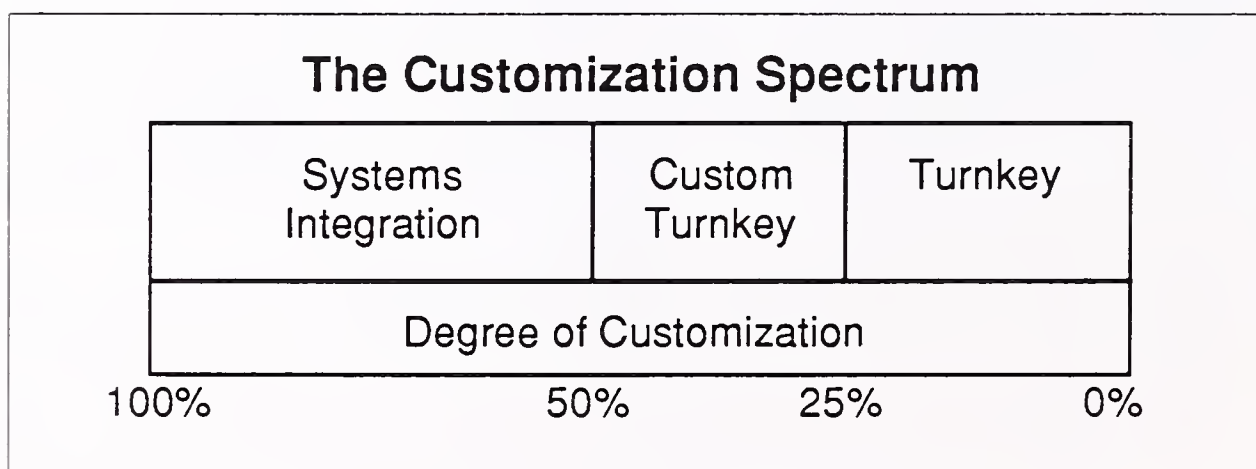 The Customization Spectrum
Systems
Integration
Custom
Turnkey
Turnkey
Degree of Customization
100%
50%
25%
0%